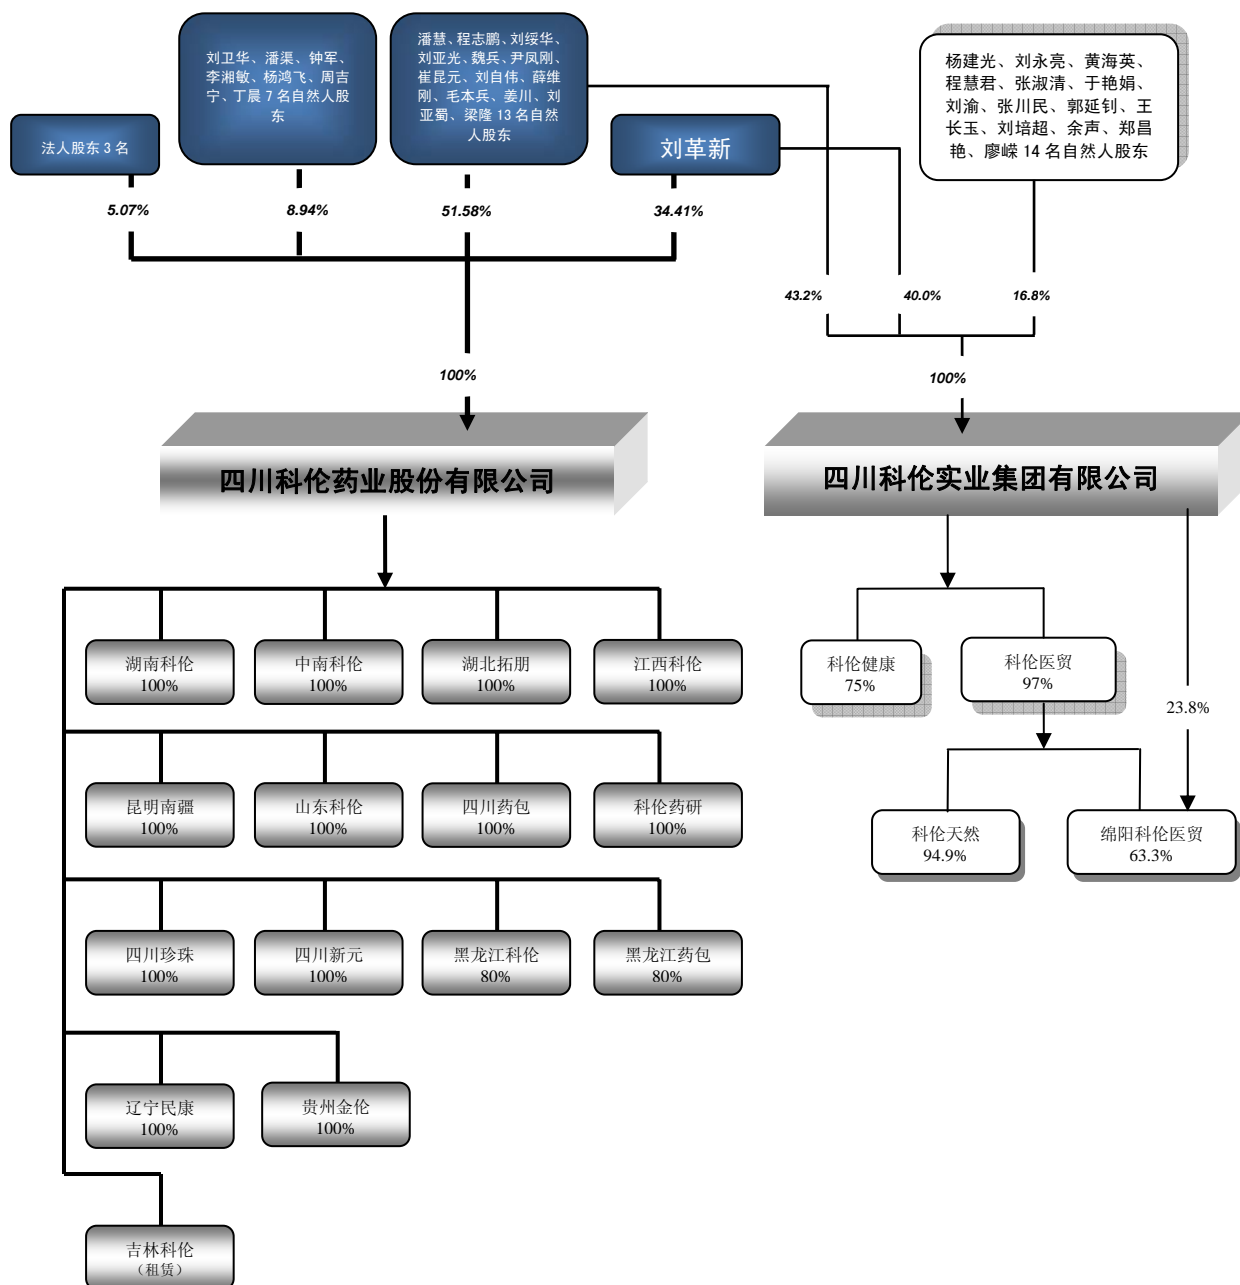 刘卫华、潘渠、钟军、
李湘敏、杨鸿飞、周吉
宁、丁晨 7 名自然人股
东
潘慧、程志鹏、刘绥华、
刘亚光、魏兵、尹凤刚、
崔昆元、刘自伟、薛维
刚、毛本兵、姜川、刘
亚蜀、梁隆 13 名自然
人股东
杨建光、刘永亮、黄海英、
程慧君、张淑清、于艳娟、
刘渝、张川民、郭延钊、王
长玉、刘培超、余声、郑昌
艳、廖嵘 14 名自然人股东
法人股东 3 名
刘革新
5.07%
8.94%
51.58%
34.41%
43.2%
40.0%
16.8%
100%
100%
四川科伦药业股份有限公司
四川科伦实业集团有限公司
湖南科伦
100%
中南科伦
100%
湖北拓朋
100%
江西科伦
100%
科伦健康
75%
科伦医贸
97%
23.8%
昆明南疆
100%
山东科伦
100%
四川药包
100%
科伦药研
100%
科伦天然
94.9%
绵阳科伦医贸
63.3%
四川珍珠
100%
四川新元
100%
黑龙江科伦
80%
黑龙江药包
80%
辽宁民康
100%
贵州金伦
100%
吉林科伦
（租赁）